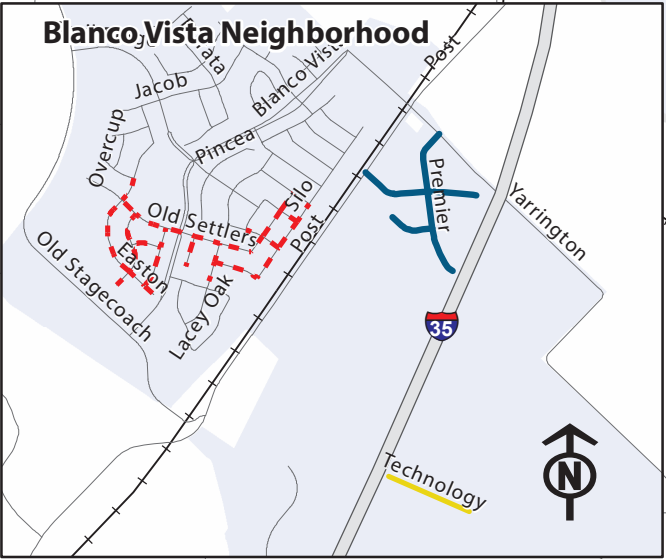 Blanco Vista Neighborhood
Post
Jacob
Blanco Vista
Overcup
Pincea
Premier
Silo
Yarrington
Old Settlers
Post
Old Stagecoach
Easton
Lacey Oak
35
Technology
N